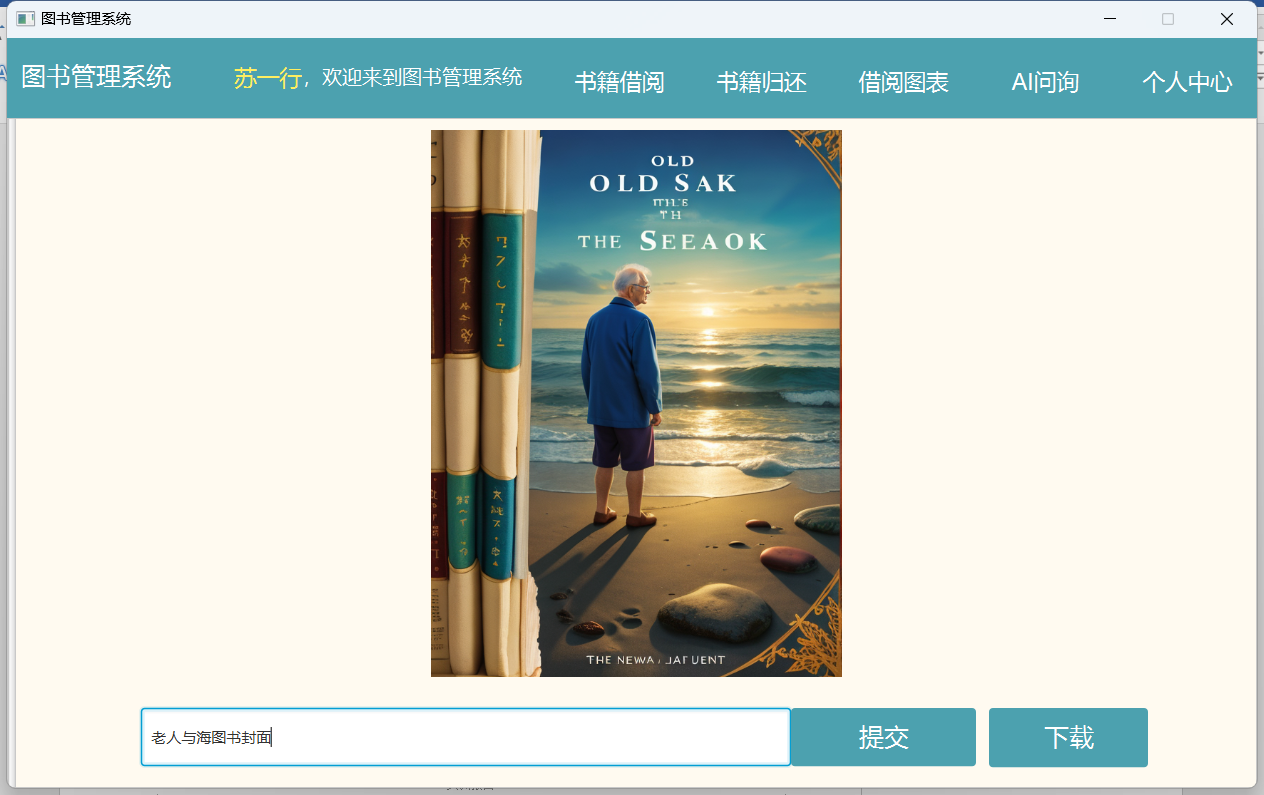 图书管理系统
图书管理系统
苏一行，欢迎来到图书管理系统
书籍借阅
书籍归还
借阅图表
AI问询
个人中心
OLD
OLD SAK
TH
THE SEEAOK
老人与海图书封面
提交
下载